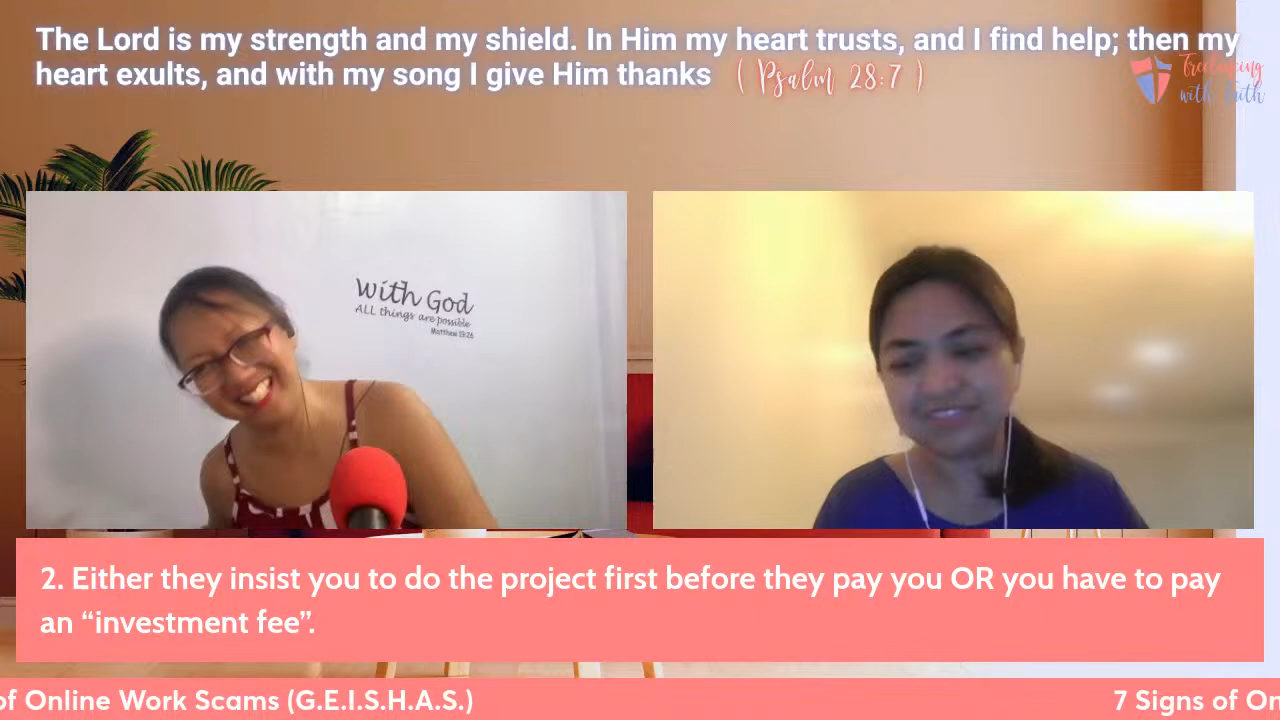 The Lord is my strength and my shield. In Him my heart trusts, and I find help; then my
heart exults, and with my song I give Him thanks ( Psalm 28:7 )
Freelancing
with Faith
with God
ALL things are possible
Matthew 19:26
2. Either they insist you to do the project first before they pay you OR you have to pay
an “investment fee”.
of Online Work Scams (G.E.I.S.H.A.S.) 7 Signs of On